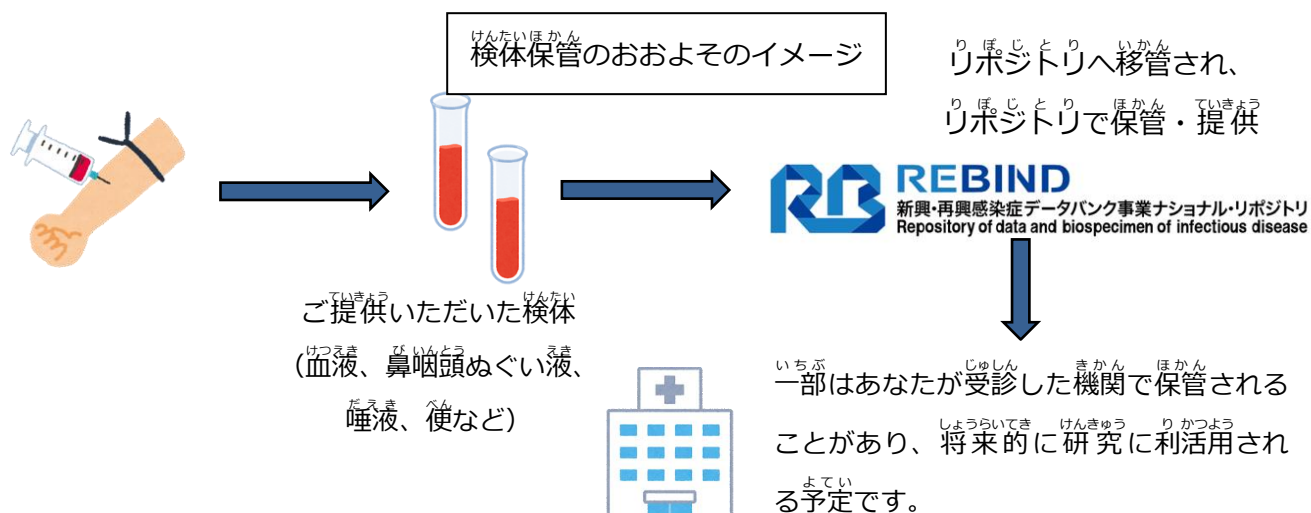 検体保管のおおよそのイメージ
リポジトリへ移管され、
リポジトリで保管・提供
REBIND
新興・再興感染症データバンク事業ナショナル・リポジトリ
Repository of data and biospecimen of infectious disease
ご提供いただいた検体
(血液、鼻咽頭ぬぐい液、
唾液、便など)
一部はあなたが受診した機関で保管される
ことがあり、将来的に研究に利活用され
る予定です。